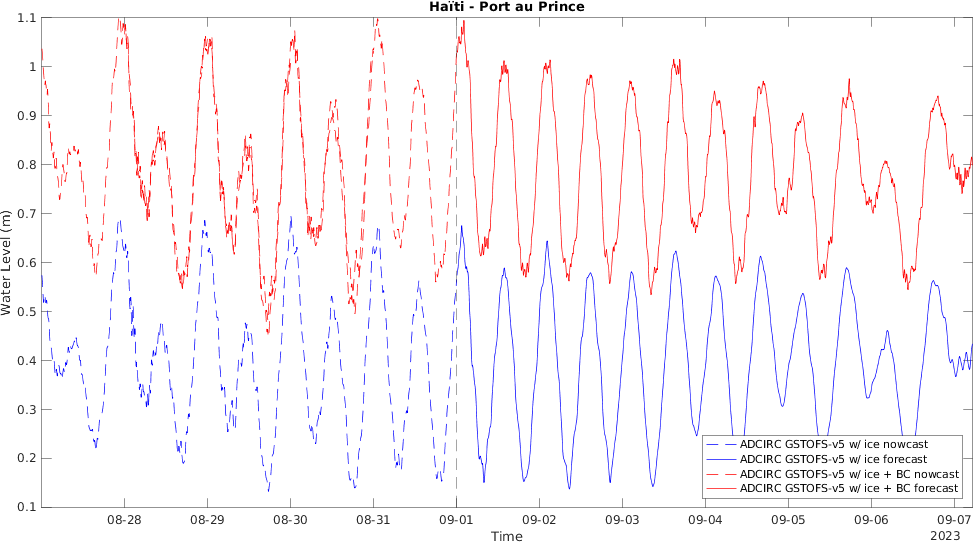 Haïti - Port au Prince
Water Level (m)
1.1
1
0.9
0.8
0.7
0.6
0.5
0.4
0.3
0.2
0.1
ADCIRC GSTOFS-v5 w/ ice nowcast
ADCIRC GSTOFS-v5 w/ ice forecast
ADCIRC GSTOFS-v5 w/ ice + BC nowcast
ADCIRC GSTOFS-v5 w/ ice + BC forecast
08-28 08-29 08-30 08-31 09-01 09-02 09-03 09-04 09-05 09-06 09-07
Time
2023